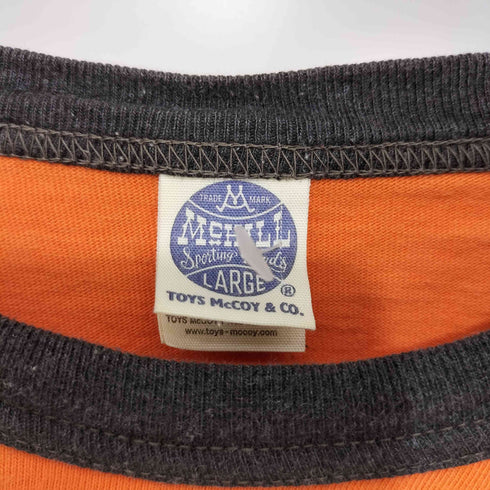 TRADE MARK
McHILL
Sporting Goods
LARGE
®
TOYS McCOY & CO.
TOYS McCOY
www.toys-mccoy.com